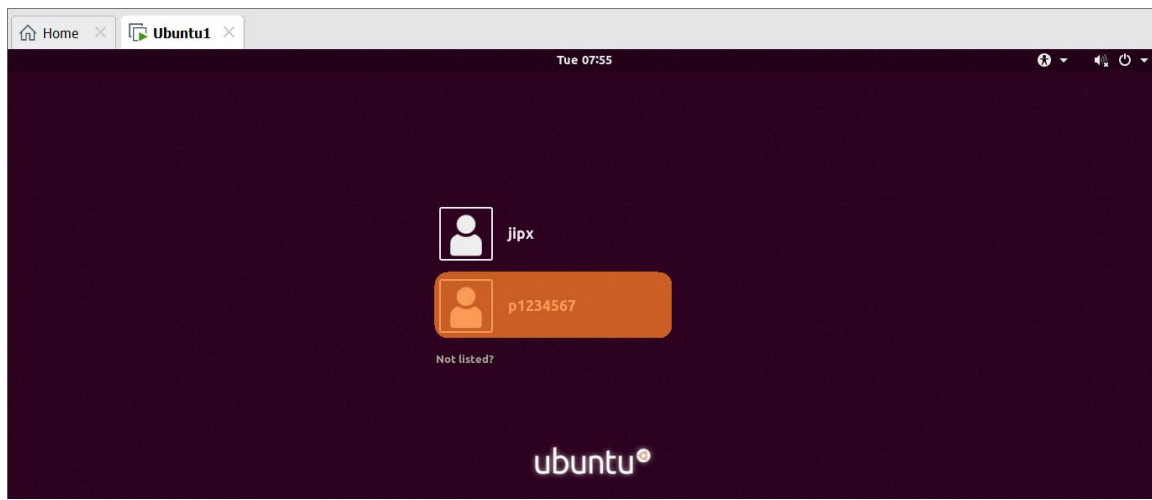 Home
Ubuntu1
Tue 07:55
jipx
p1234567
Not listed?
ubuntu